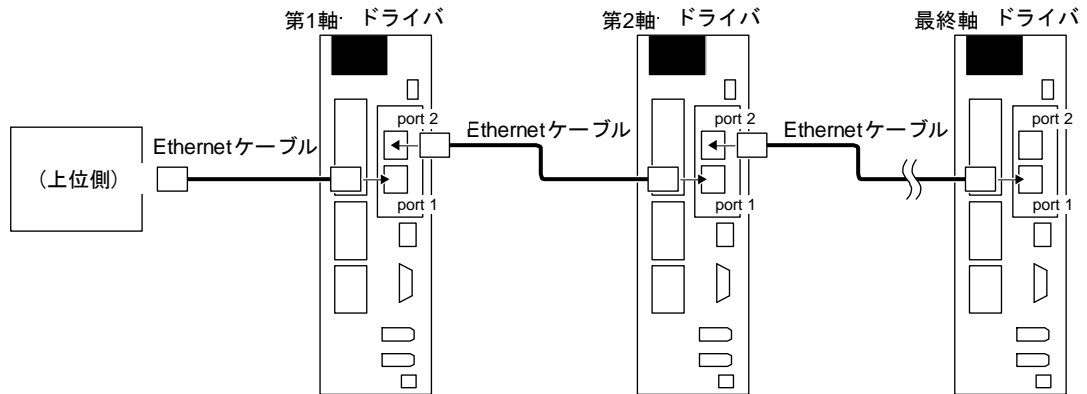 第1軸 ドライバ
第2軸 ドライバ
最終軸 ドライバ
port 2
port 2
port 2
Ethernetケーブル
Ethernetケーブル
Ethernetケーブル
(上位側)
port 1
port 1
port 1